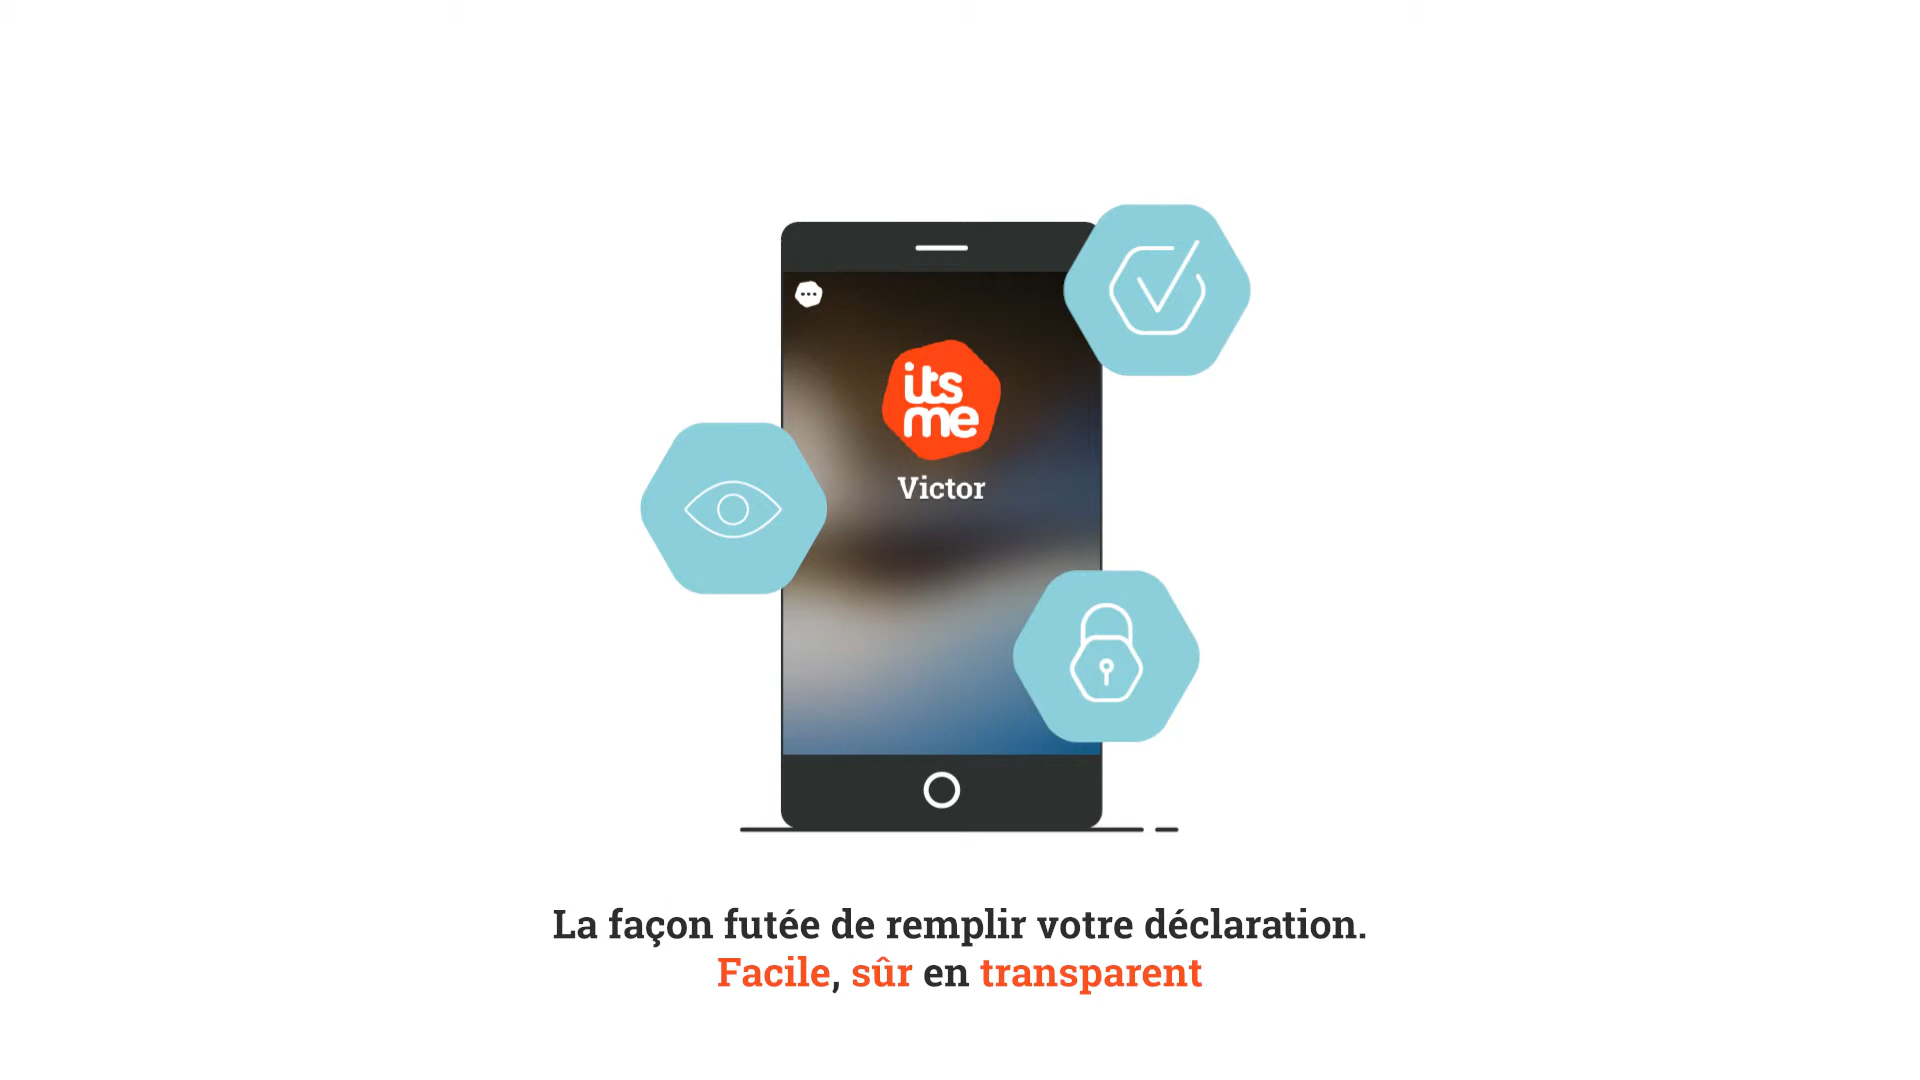 its
me
Victor
La façon futée de remplir votre déclaration.
Facile, sûr en transparent